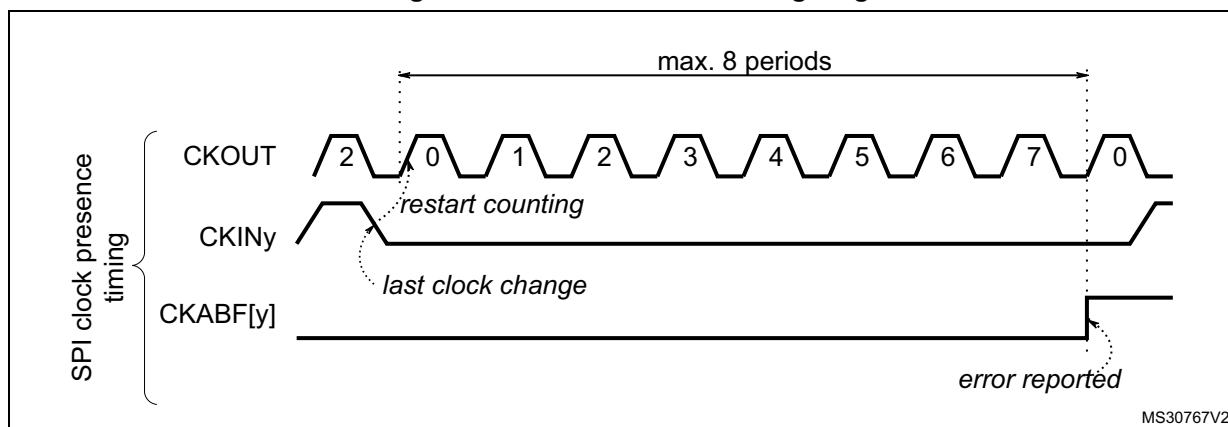 max. 8 periods
CKOUT
2 0 1 2 3 4 5 6 7 0
restart counting
CKINy
last clock change
CKABF[y]
error reported
SPI clock presence
timing
MS30767V2